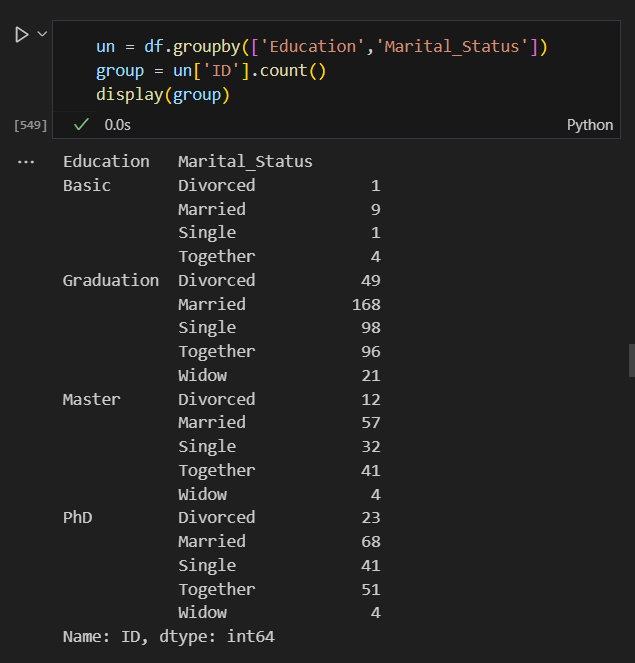 un = df.groupby(['Education','Marital_Status'])
group = un['ID'].count()
display(group)
[549] 0.0s Python
Education Marital_Status
Basic Divorced 1
Married 9
Single 1
Together 4
Graduation Divorced 49
Married 168
Single 98
Together 96
Widow 21
Master Divorced 12
Married 57
Single 32
Together 41
Widow 4
PhD Divorced 23
Married 68
Single 41
Together 51
Widow 4
Name: ID, dtype: int64